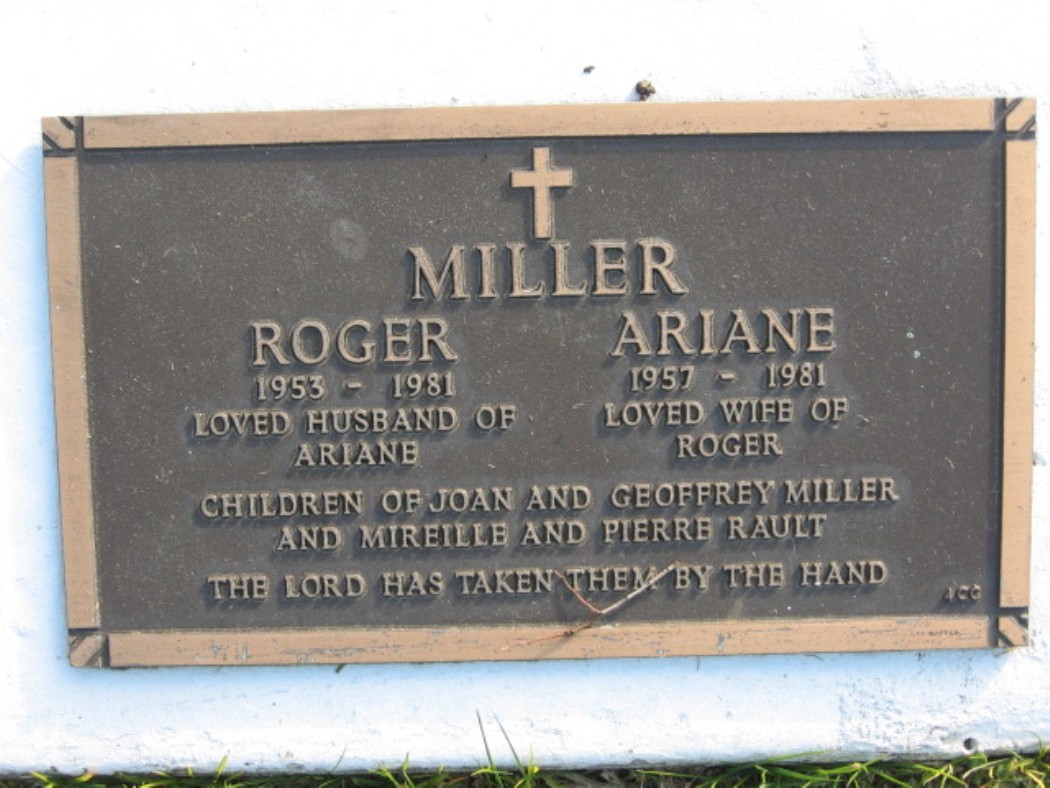 MILLER
ROGER ARIANE
1953 - 1981 1957 - 1981
LOVED HUSBAND OF LOVED WIFE OF
ARIANE ROGER
CHILDREN OF JOAN AND GEOFFREY MILLER
AND MIREILLE AND PIERRE RAULT
THE LORD HAS TAKEN THEM BY THE HAND